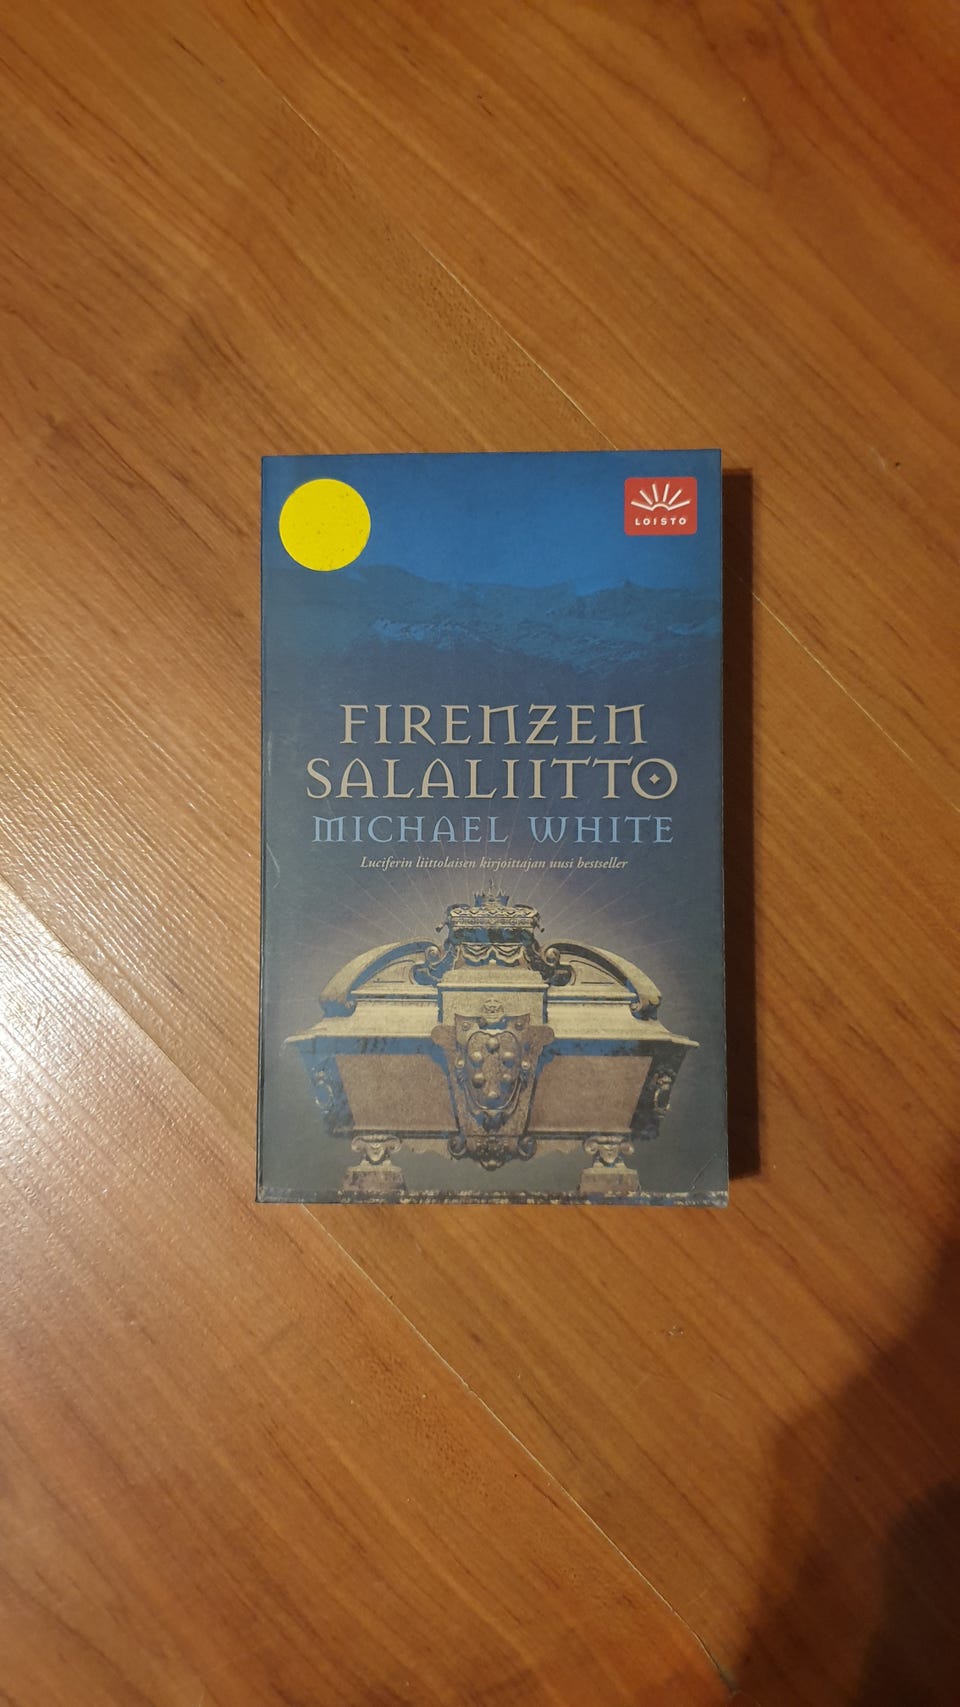 LOISTO
FIRENZEN
SALALIITTO
MICHAEL WHITE
Luciferin liittolaisen kirjoittajan uusi bestseller